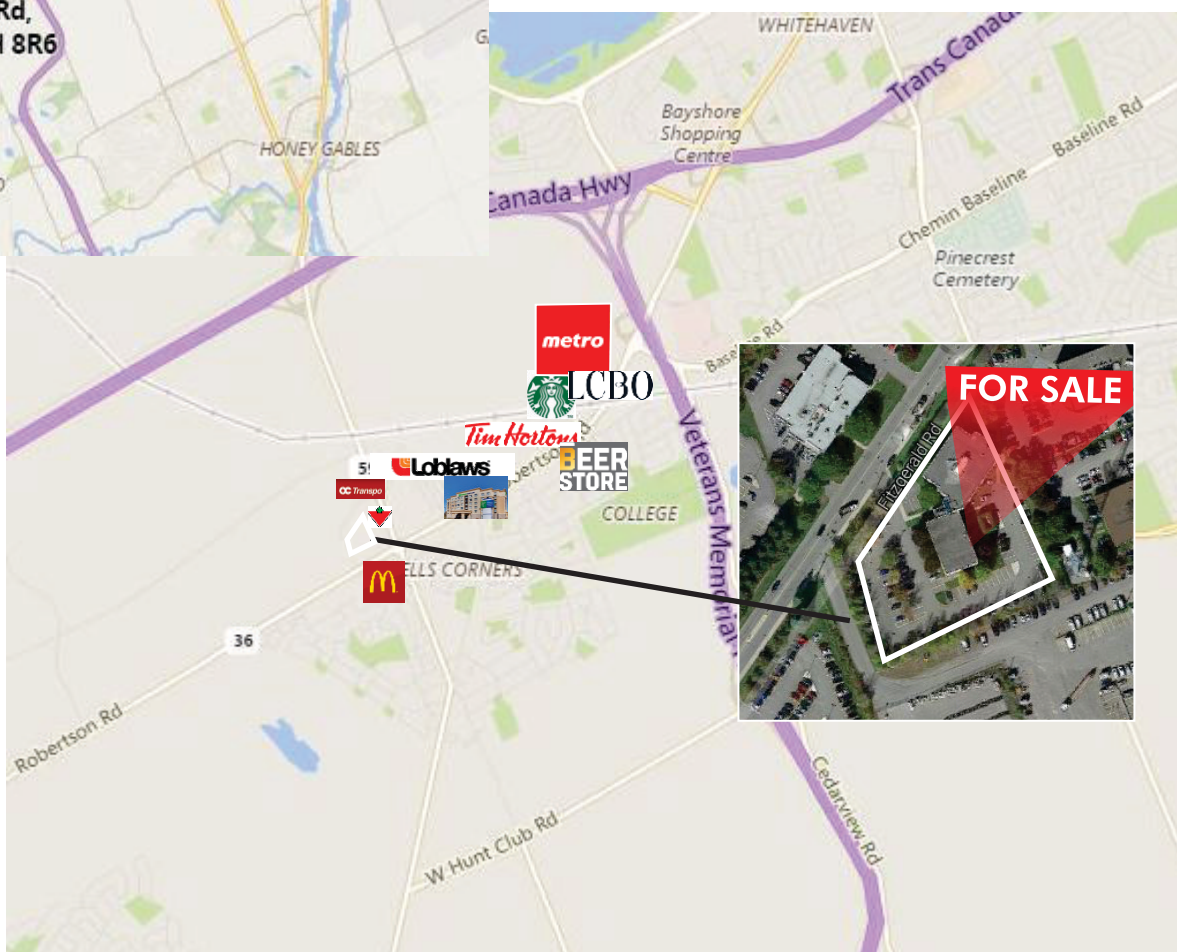 Rd,
8R6
HONEY GABLES
WHITEHAVEN
Trans Canad
Bayshore
Shopping
Centre
Baseline Rd
Canada Hwy
Chemin Baseline
Pinecrest
Cemetery
metro
Rd
LCBO
FOR SALE
Tim Hortons
Fitzgerald Rd
Loblaws
BEER
STORE
Veterans Memorial
OC Transpo
COLLEGE
ELLS CORNERS
36
Robertson Rd
Cedarview Rd
W Hunt Club Rd